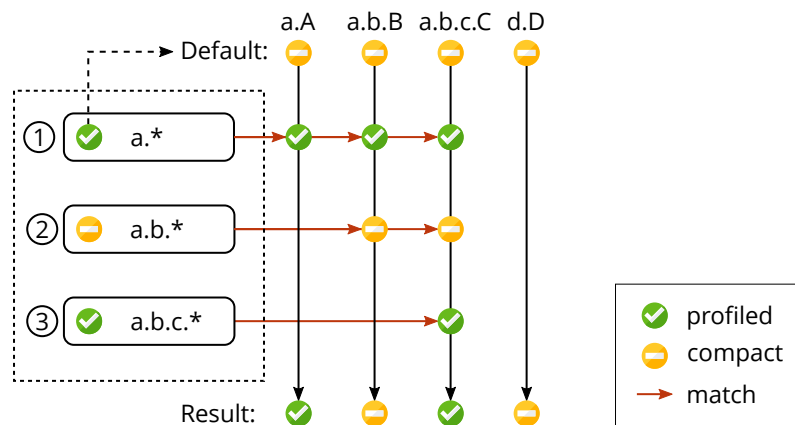 a.A a.b.B a.b.c.C d.D
Default:
1 a.*
2 a.b.*
3 a.b.c.*
Result:
profiled
compact
match